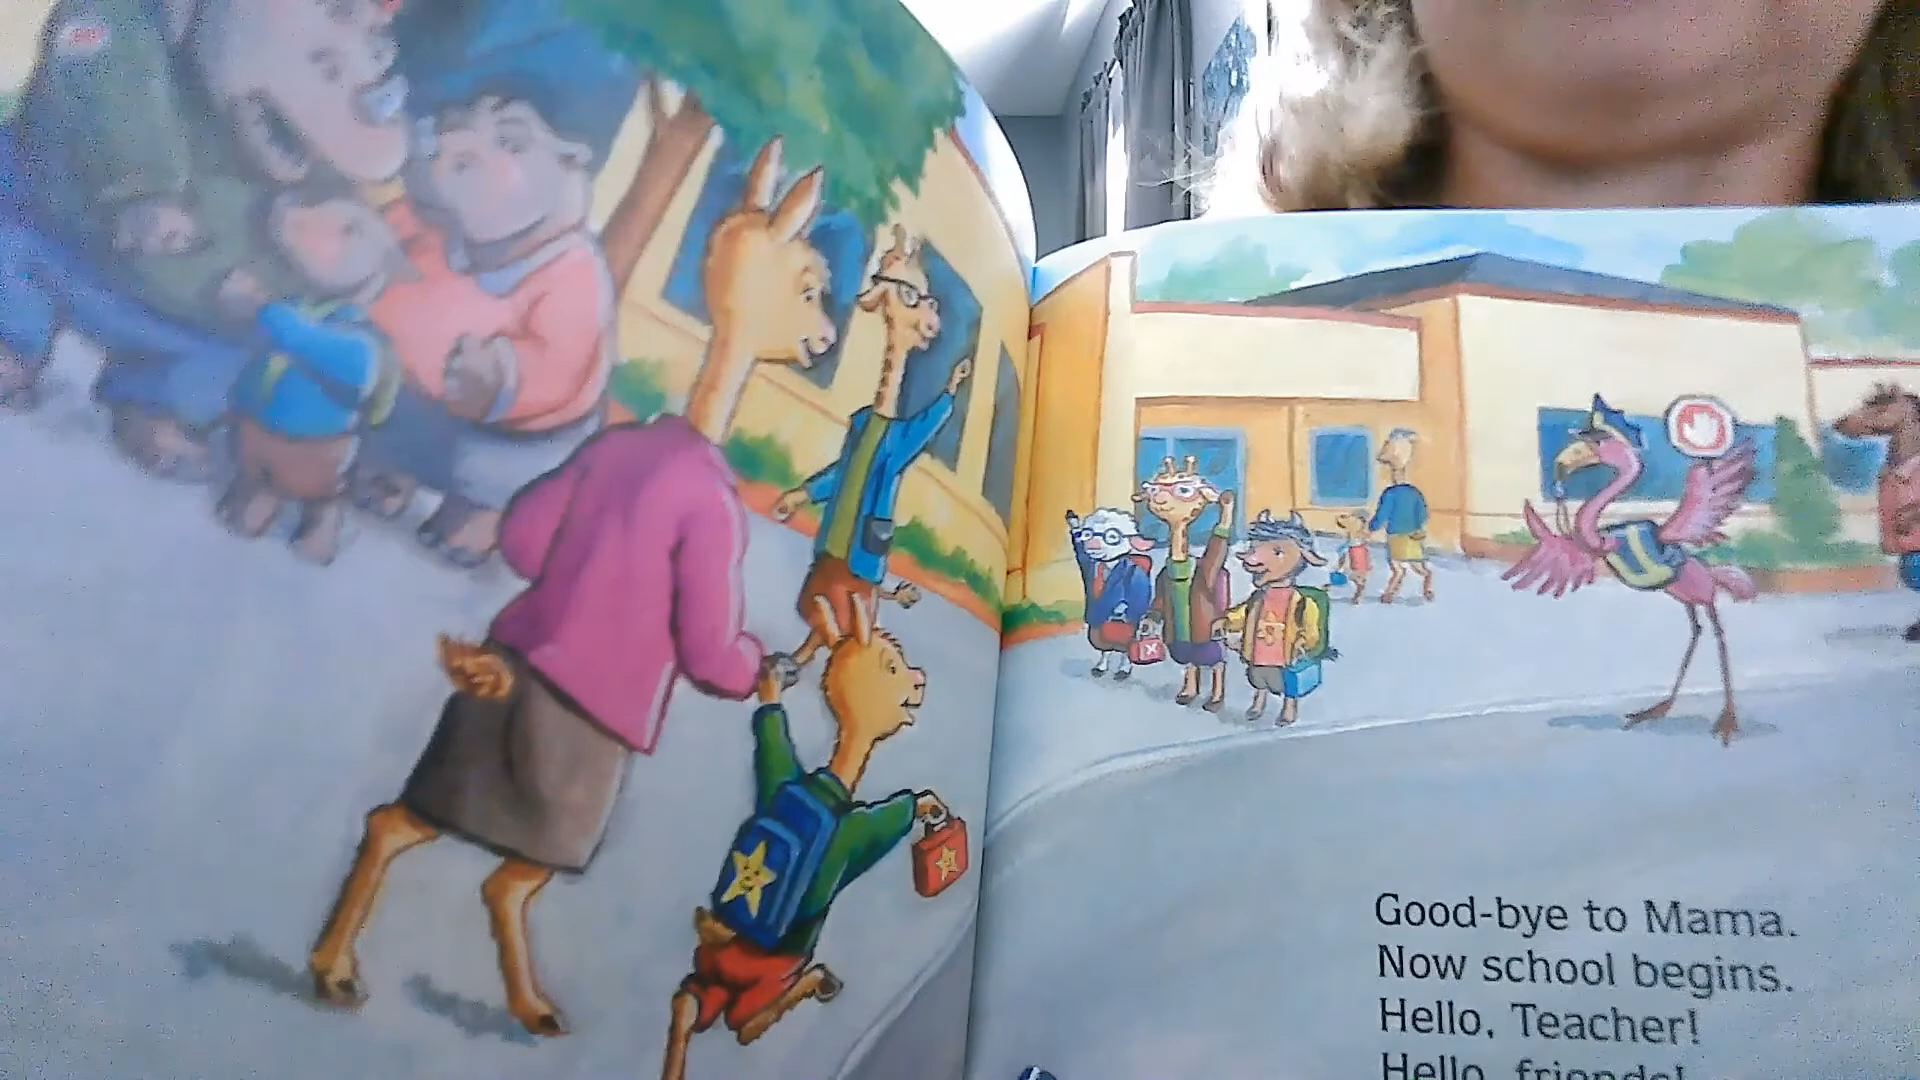 Good-bye to Mama.
Now school begins.
Hello, Teacher!
Hello, friends!